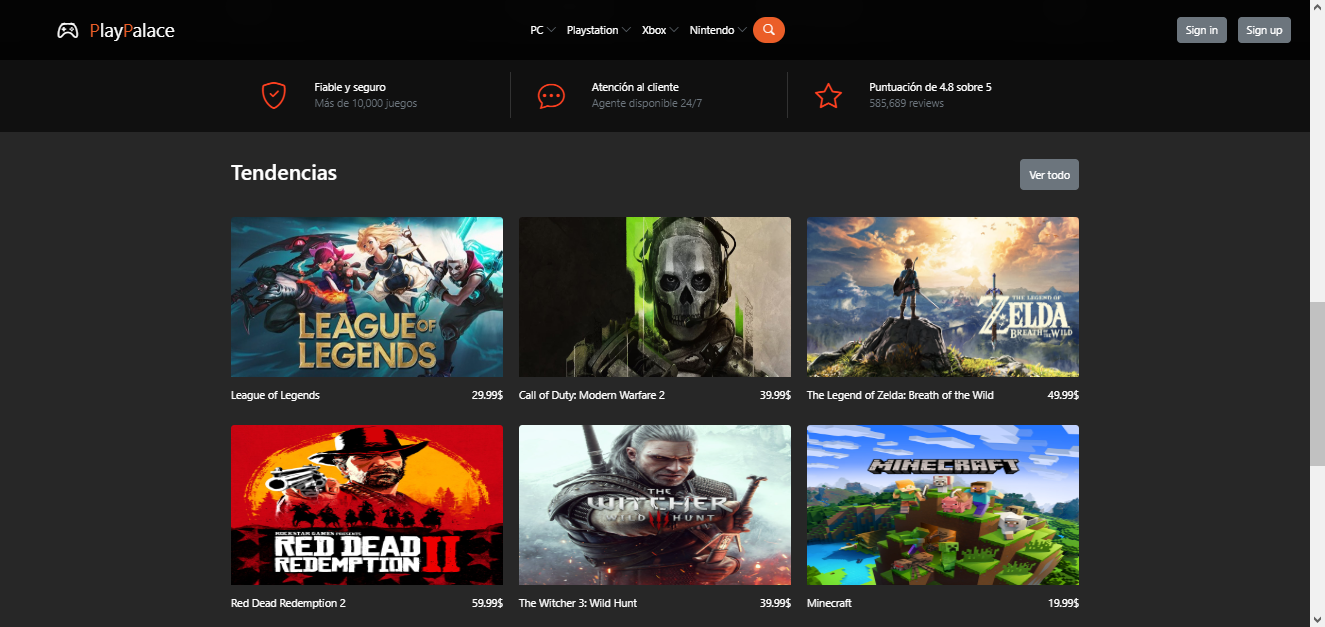 PlayPalace
PC Playstation Xbox Nintendo
Sign in Sign up
Fiable y seguro
Más de 10,000 juegos
Atención al cliente
Agente disponible 24/7
Puntuación de 4.8 sobre 5
585,689 reviews
Tendencias
Ver todo
LEAGUE OF
LEGENDS
THE LEGEND OF
ZELDA
BREATH OF THE WILD
League of Legends 29.99$
Call of Duty: Modern Warfare 2 39.99$
The Legend of Zelda: Breath of the Wild 49.99$
ROCKSTAR GAMES PRESENTS
RED DEAD
REDEMPTION II
THE
WITCHER
WILD HUNT
MINECRAFT
Red Dead Redemption 2 59.99$
The Witcher 3: Wild Hunt 39.99$
Minecraft 19.99$